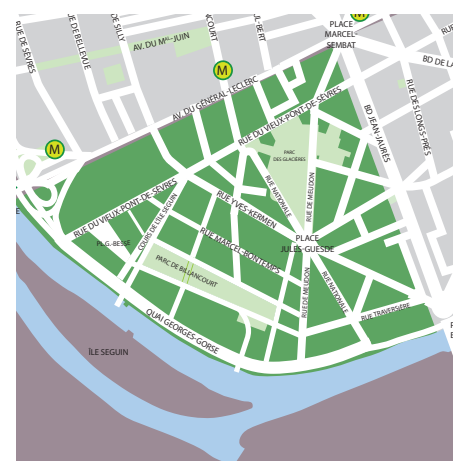 RUE DE SÈVRES
RUE DE BELLEVUE
DE SILLY
AV. DU MAL-JUIN
M
PLACE
MARCEL-
SEMBAT
BD DE LA
RUE
M
AV. DU GÉNÉRAL-LECLERC
RUE DES LONGS-PRÉS
RUE DU VIEUX-PONT-DE-SÈVRES
BD JEAN-JAURÈS
M
PARC
DES GLACIÈRES
RUE NATIONALE
RUE DE MEUDON
RUE DU VIEUX-PONT-DE-SÈVRES
COURS DE L'ÎLE SEGUIN
RUE YVES-KERMEN
PL.G.-BESSE
RUE MARCEL-BONTEMPS
PLACE
JULES-GUESDE
PARC DE BILLANCOURT
RUE DE MEUDON
RUE NATIONALE
RUE TRAVERSIÈRE
QUAI GEORGES-GORSE
ÎLE SEGUIN